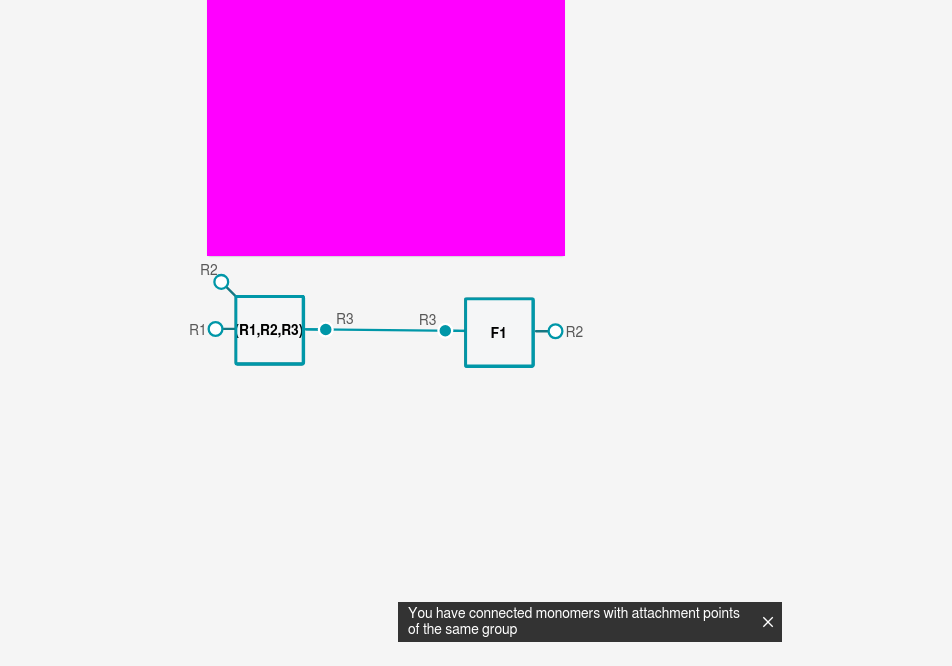 R2
R1
(R1,R2,R3)
R3
R3
F1
R2
You have connected monomers with attachment points
of the same group